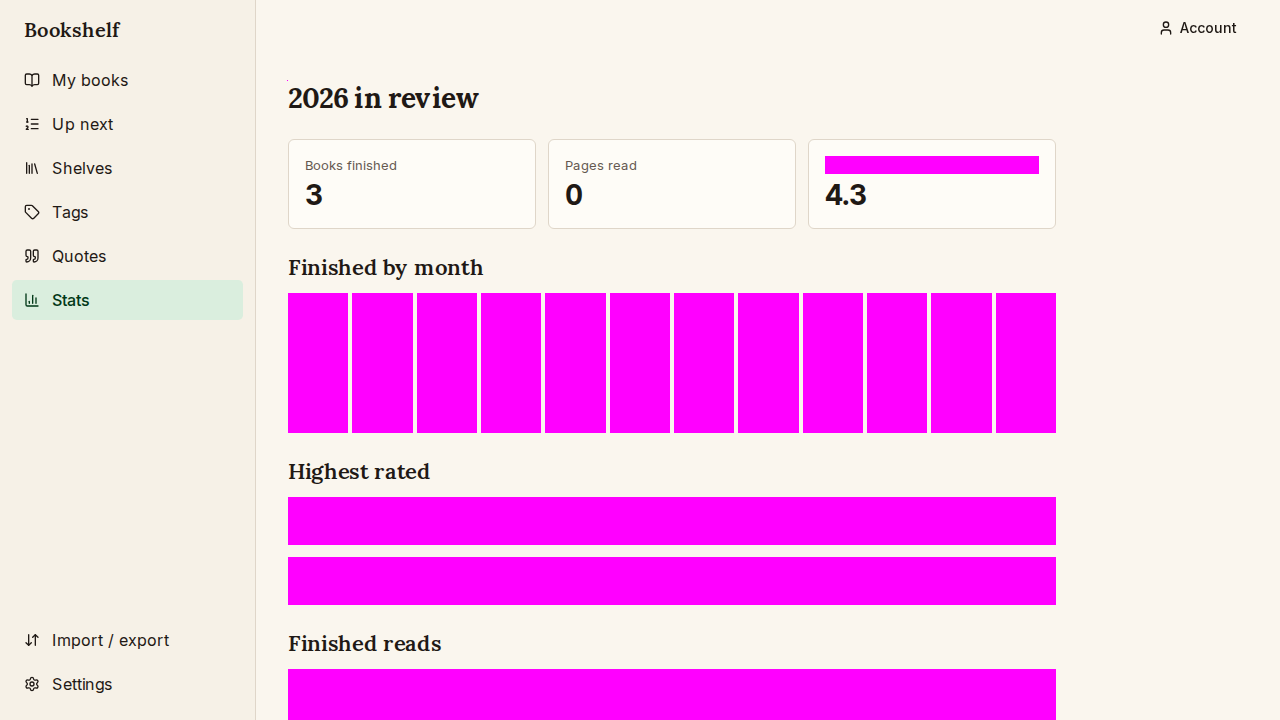 Bookshelf
My books
Up next
Shelves
Tags
Quotes
Stats
Import / export
Settings
Account
2026 in review
Books finished
3
Pages read
0
4.3
Finished by month
Highest rated
Finished reads